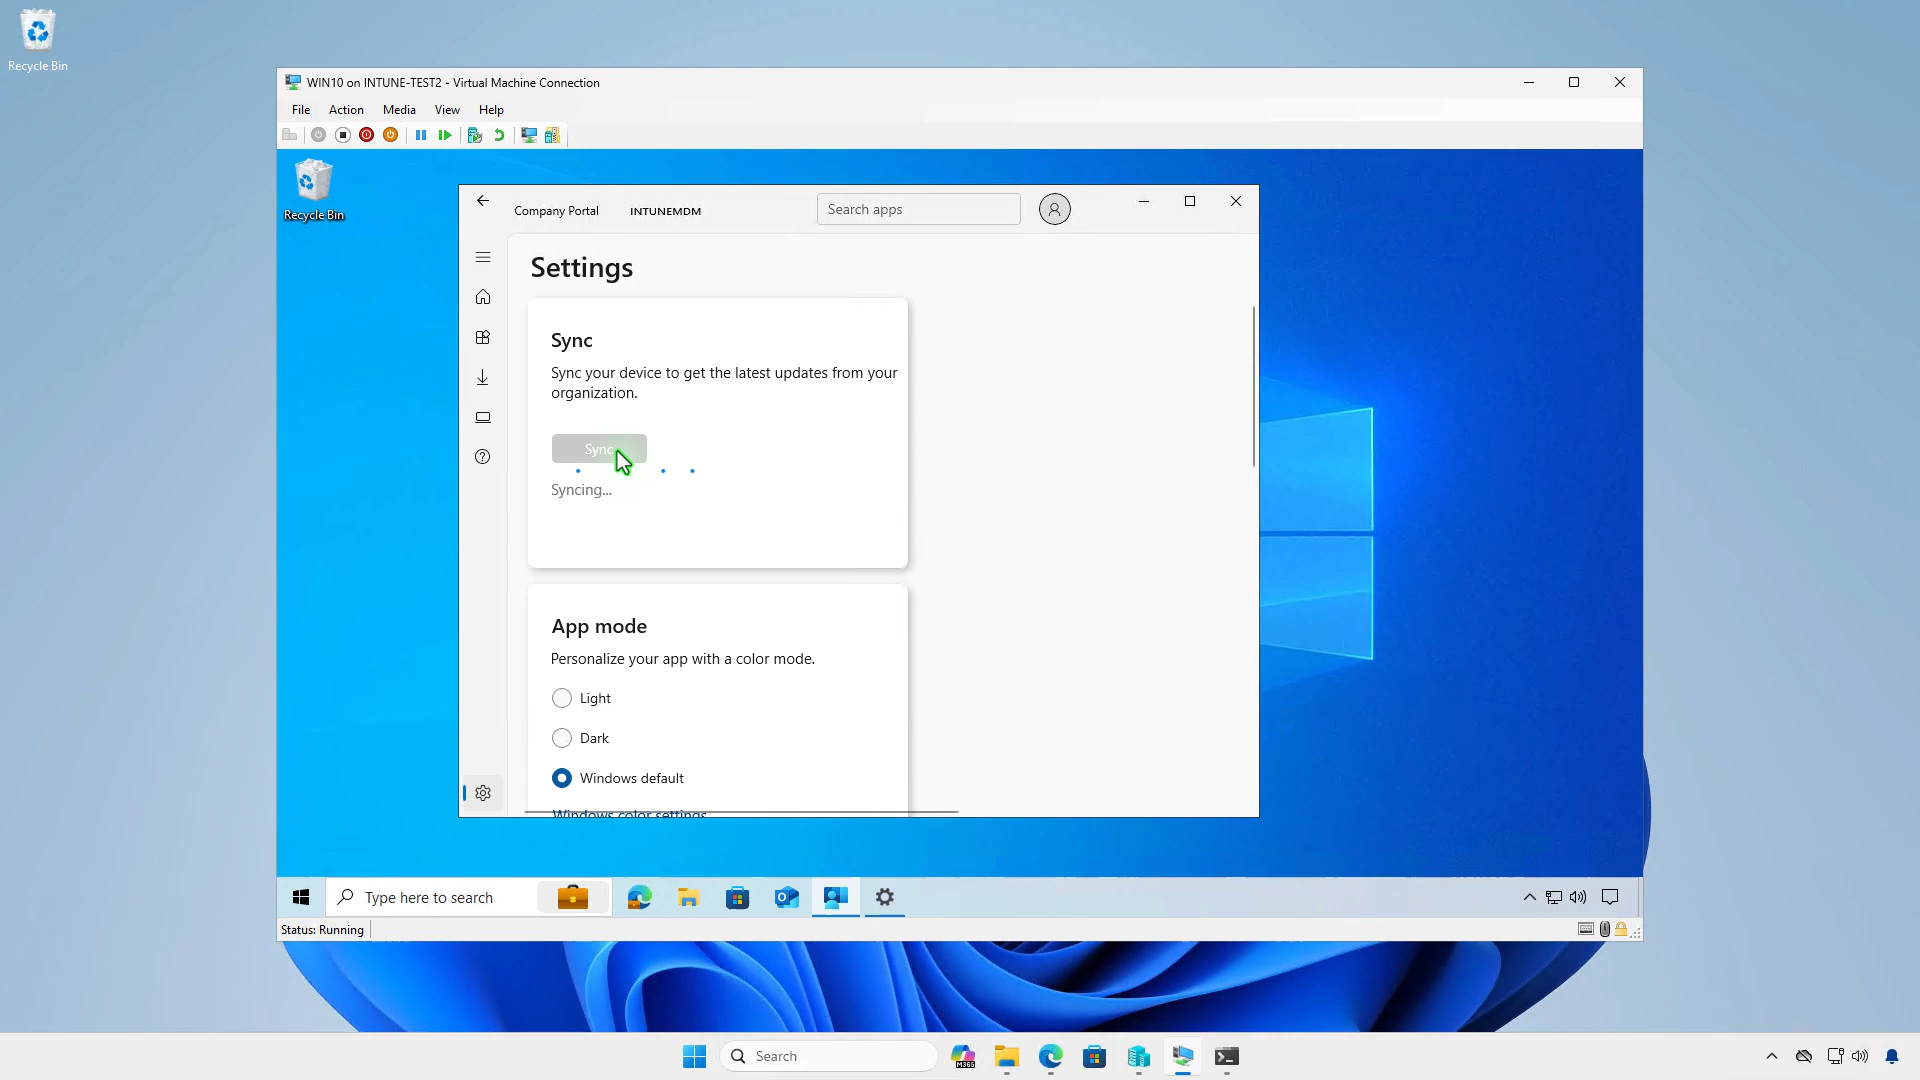 Recycle Bin
WIN10 on INTUNE-TEST2 - Virtual Machine Connection
File Action Media View Help
Recycle Bin
Company Portal INTUNEMDM
Search apps
Settings
Sync
Sync your device to get the latest updates from your
organization.
Sync
Syncing...
App mode
Personalize your app with a color mode.
Light
Dark
Windows default
Windows color settings
Type here to search
Status: Running
Search
M365